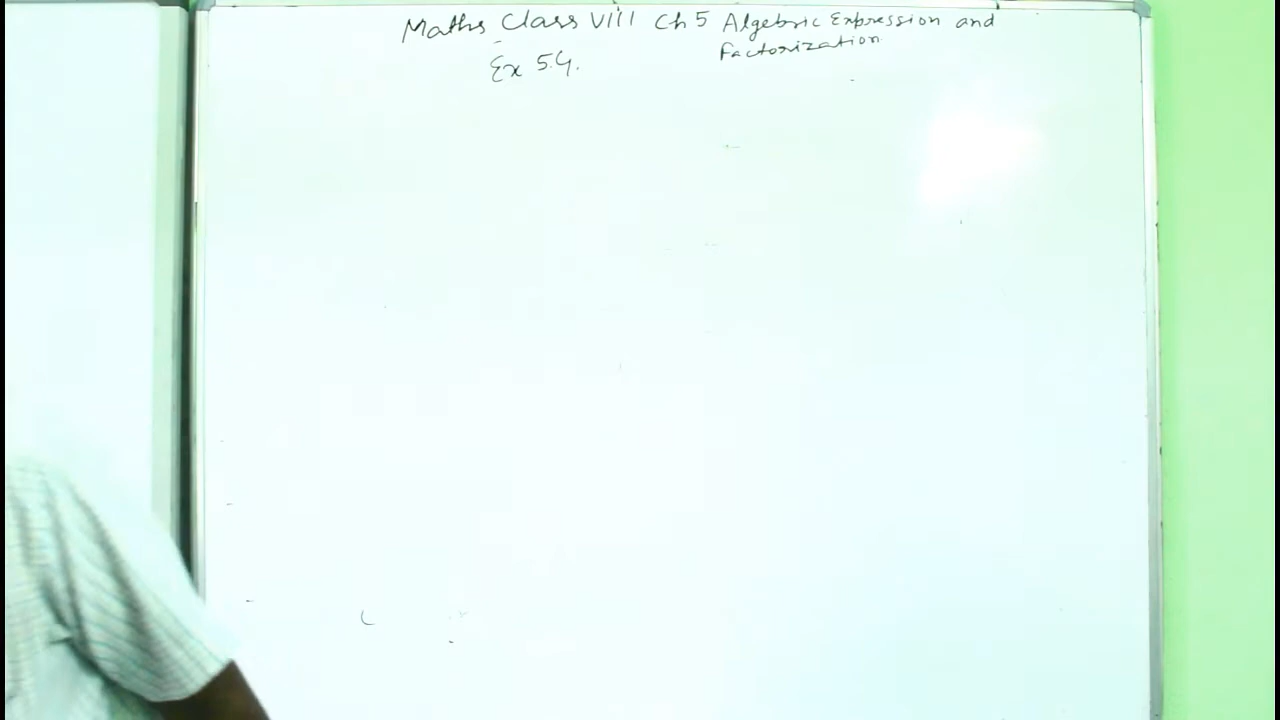 Maths Class VIII Ch 5 Algebric Expression and
Factorization
Ex 5.4.